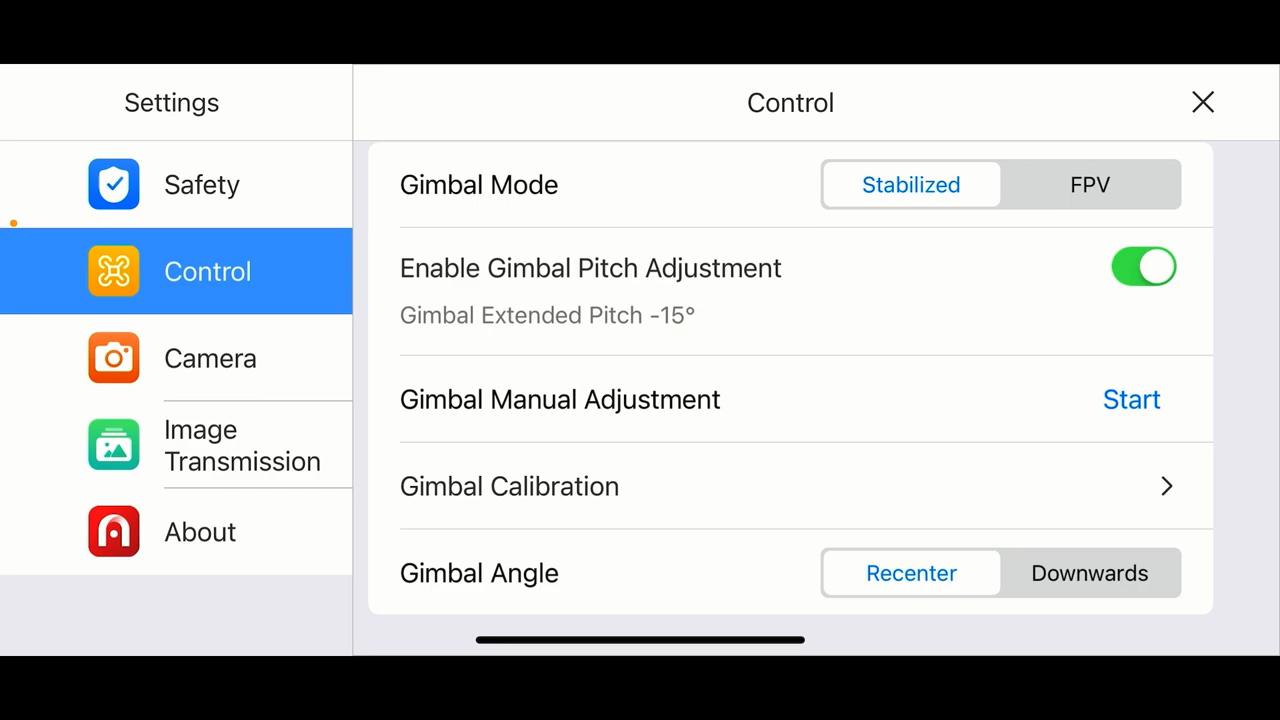 Settings
Control
Safety
Control
Camera
Image
Transmission
About
Gimbal Mode
Stabilized
FPV
Enable Gimbal Pitch Adjustment
Gimbal Extended Pitch -15°
Gimbal Manual Adjustment
Start
Gimbal Calibration
Gimbal Angle
Recenter
Downwards